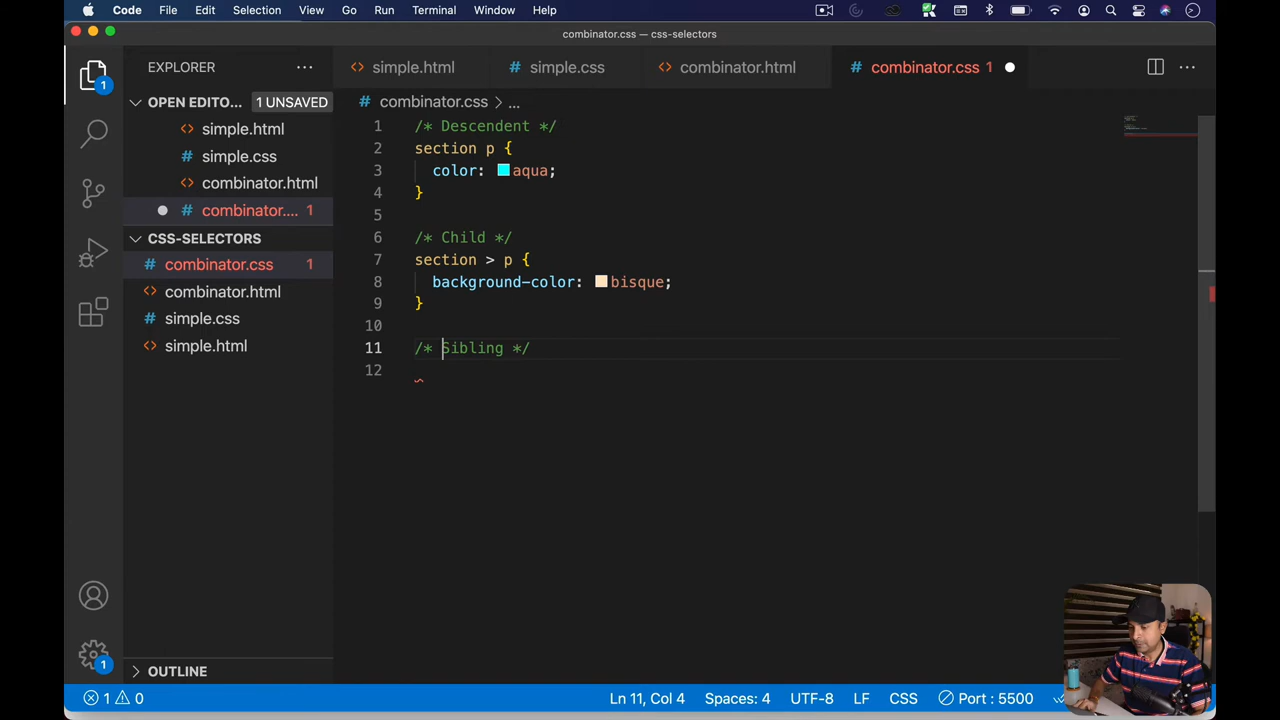 Code File Edit Selection View Go Run Terminal Window Help
combinator.css — css-selectors
EXPLORER
simple.html
simple.css
combinator.html
combinator.css 1
OPEN EDITO... 1 UNSAVED
combinator.css > ...
simple.html
simple.css
combinator.html
combinator.... 1
CSS-SELECTORS
combinator.css 1
combinator.html
simple.css
simple.html
OUTLINE
1 /* Descendent */
2 section p {
3 color: aqua;
4 }
5
6 /* Child */
7 section > p {
8 background-color: bisque;
9 }
10
11 /* Sibling */
12
1
1
1 0
Ln 11, Col 4 Spaces: 4 UTF-8 LF CSS Port : 5500